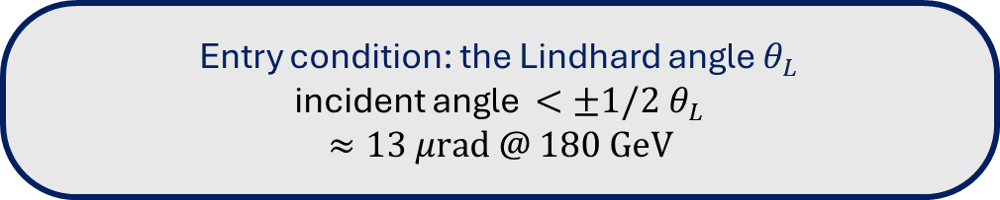 Entry condition: the Lindhard angle θ_L
incident angle < ±1/2 θ_L
≈ 13 μrad @ 180 GeV